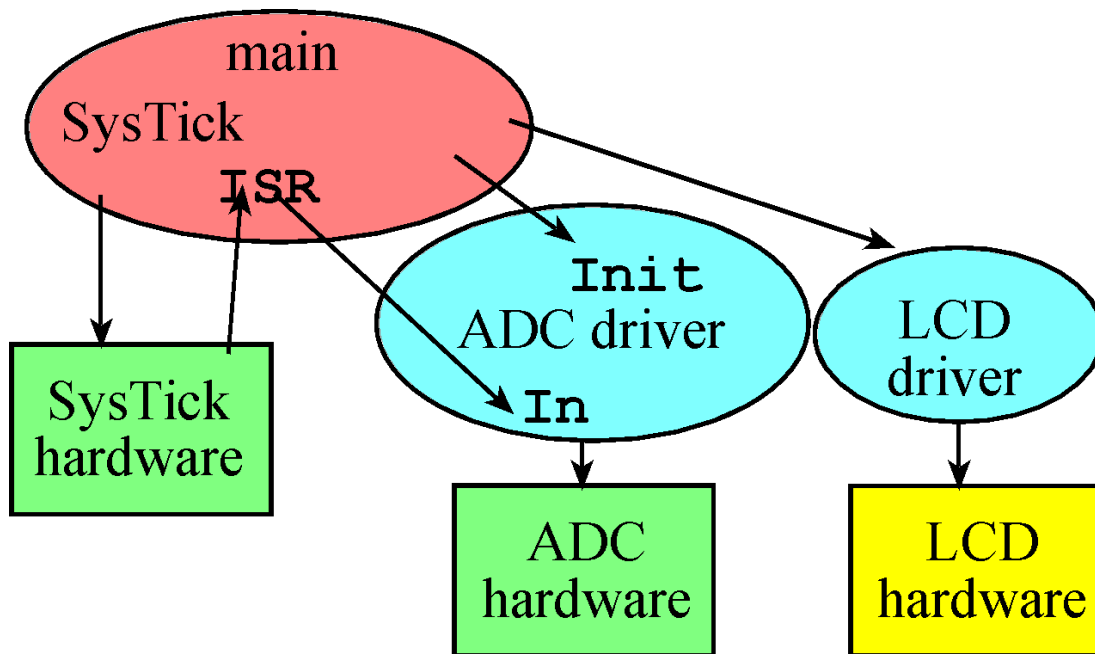 main
SysTick
ISR
Init
ADC driver
In
LCD
driver
SysTick
hardware
ADC
hardware
LCD
hardware